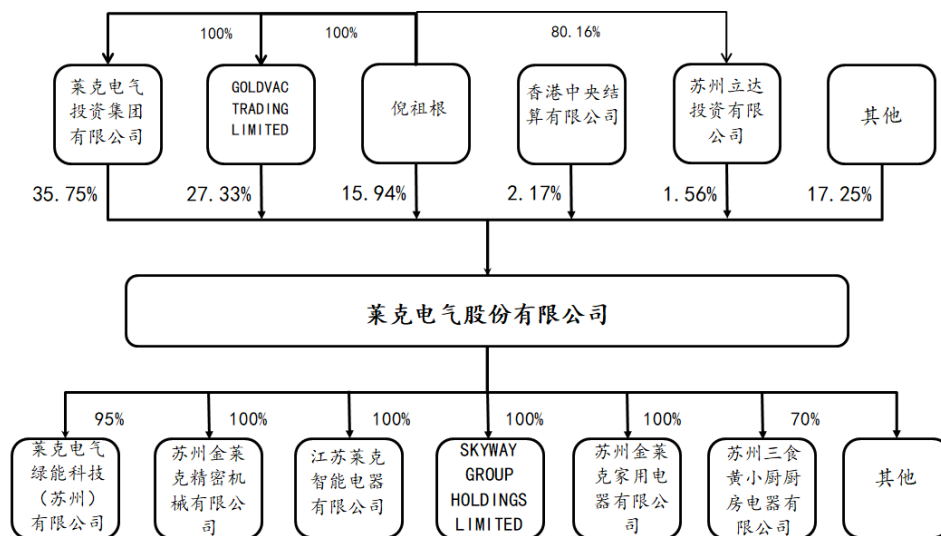 100%
100%
80.16%
莱克电气
投资集团
有限公司
GOLDVAC
TRADING
LIMITED
倪祖根
香港中央结
算有限公司
苏州立达
投资有限
公司
其他
35.75%
27.33%
15.94%
2.17%
1.56%
17.25%
莱克电气股份有限公司
95%
100%
100%
100%
100%
70%
莱克电气
绿能科技
（苏州）
有限公司
苏州金莱
克精密机
械有限公
司
江苏莱克
智能电器
有限公司
SKYWAY
GROUP
HOLDINGS
LIMITED
苏州金莱
克家用电
器有限公
司
苏州三食
黄小厨厨
房电器有
限公司
其他